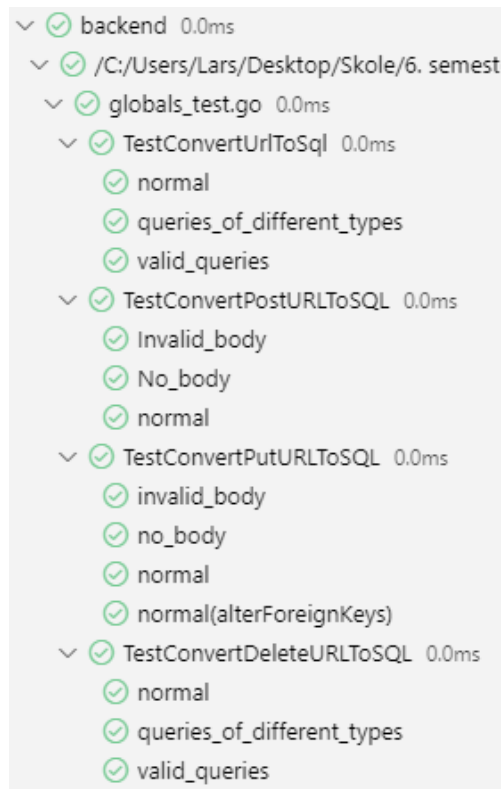 backend 0.0ms
/C:/Users/Lars/Desktop/Skole/6. semest
globals_test.go 0.0ms
TestConvertUrlToSql 0.0ms
normal
queries_of_different_types
valid_queries
TestConvertPostURLToSQL 0.0ms
Invalid_body
No_body
normal
TestConvertPutURLToSQL 0.0ms
invalid_body
no_body
normal
normal(alterForeignKeys)
TestConvertDeleteURLToSQL 0.0ms
normal
queries_of_different_types
valid_queries